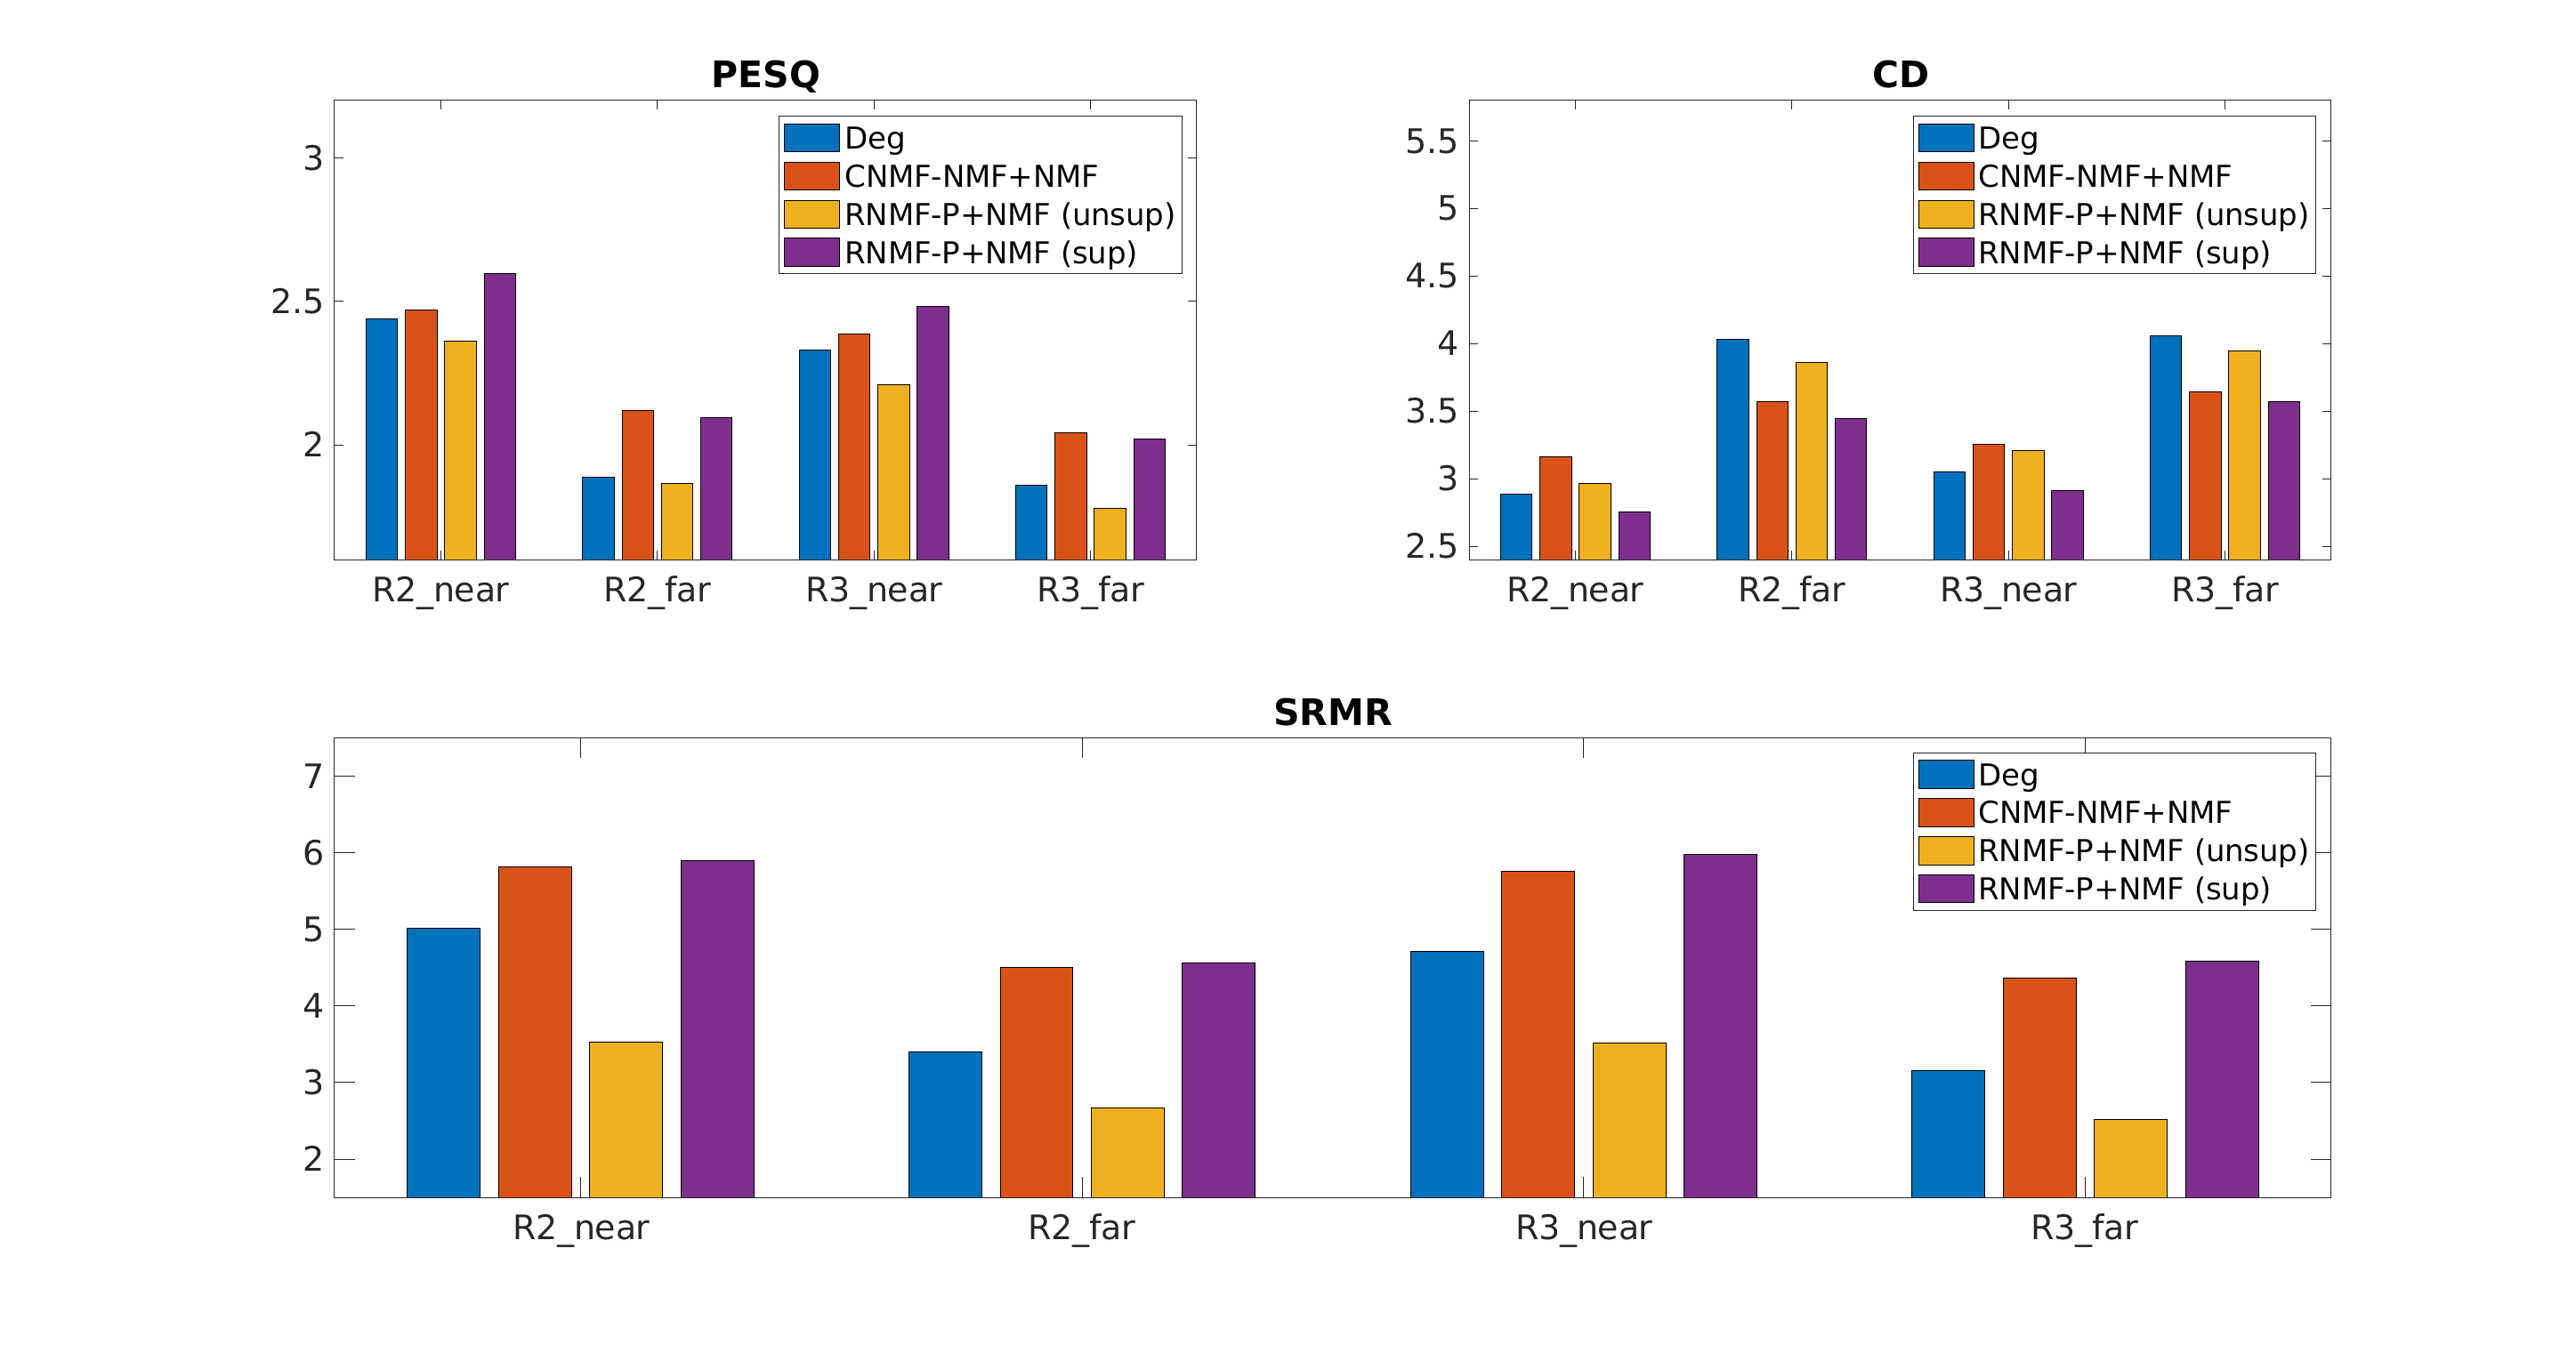 PESQ
3
2.5
2
Deg
CNMF-NMF+NMF
RNMF-P+NMF (unsup)
RNMF-P+NMF (sup)
R2_near R2_far R3_near R3_far
CD
5.5
5
4.5
4
3.5
3
2.5
Deg
CNMF-NMF+NMF
RNMF-P+NMF (unsup)
RNMF-P+NMF (sup)
R2_near R2_far R3_near R3_far
SRMR
7
6
5
4
3
2
Deg
CNMF-NMF+NMF
RNMF-P+NMF (unsup)
RNMF-P+NMF (sup)
R2_near R2_far R3_near R3_far